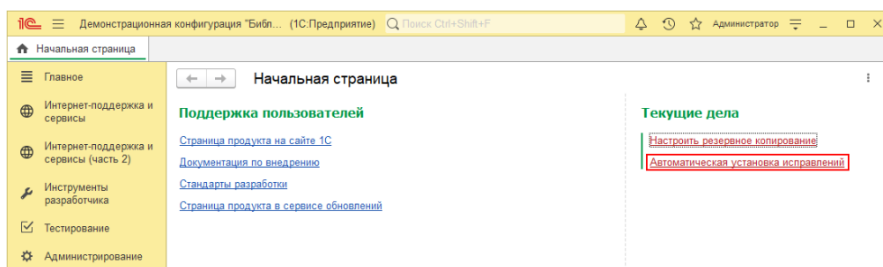 1С Демонстрационная конфигурация "Библ... (1С:Предприятие) Поиск Ctrl+Shift+F Администратор
Начальная страница
Главное
Интернет-поддержка и
сервисы
Интернет-поддержка и
сервисы (часть 2)
Инструменты
разработчика
Тестирование
Администрирование
Начальная страница
Поддержка пользователей
Страница продукта на сайте 1С
Документация по внедрению
Стандарты разработки
Страница продукта в сервисе обновлений
Текущие дела
Настроить резервное копирование
Автоматическая установка исправлений